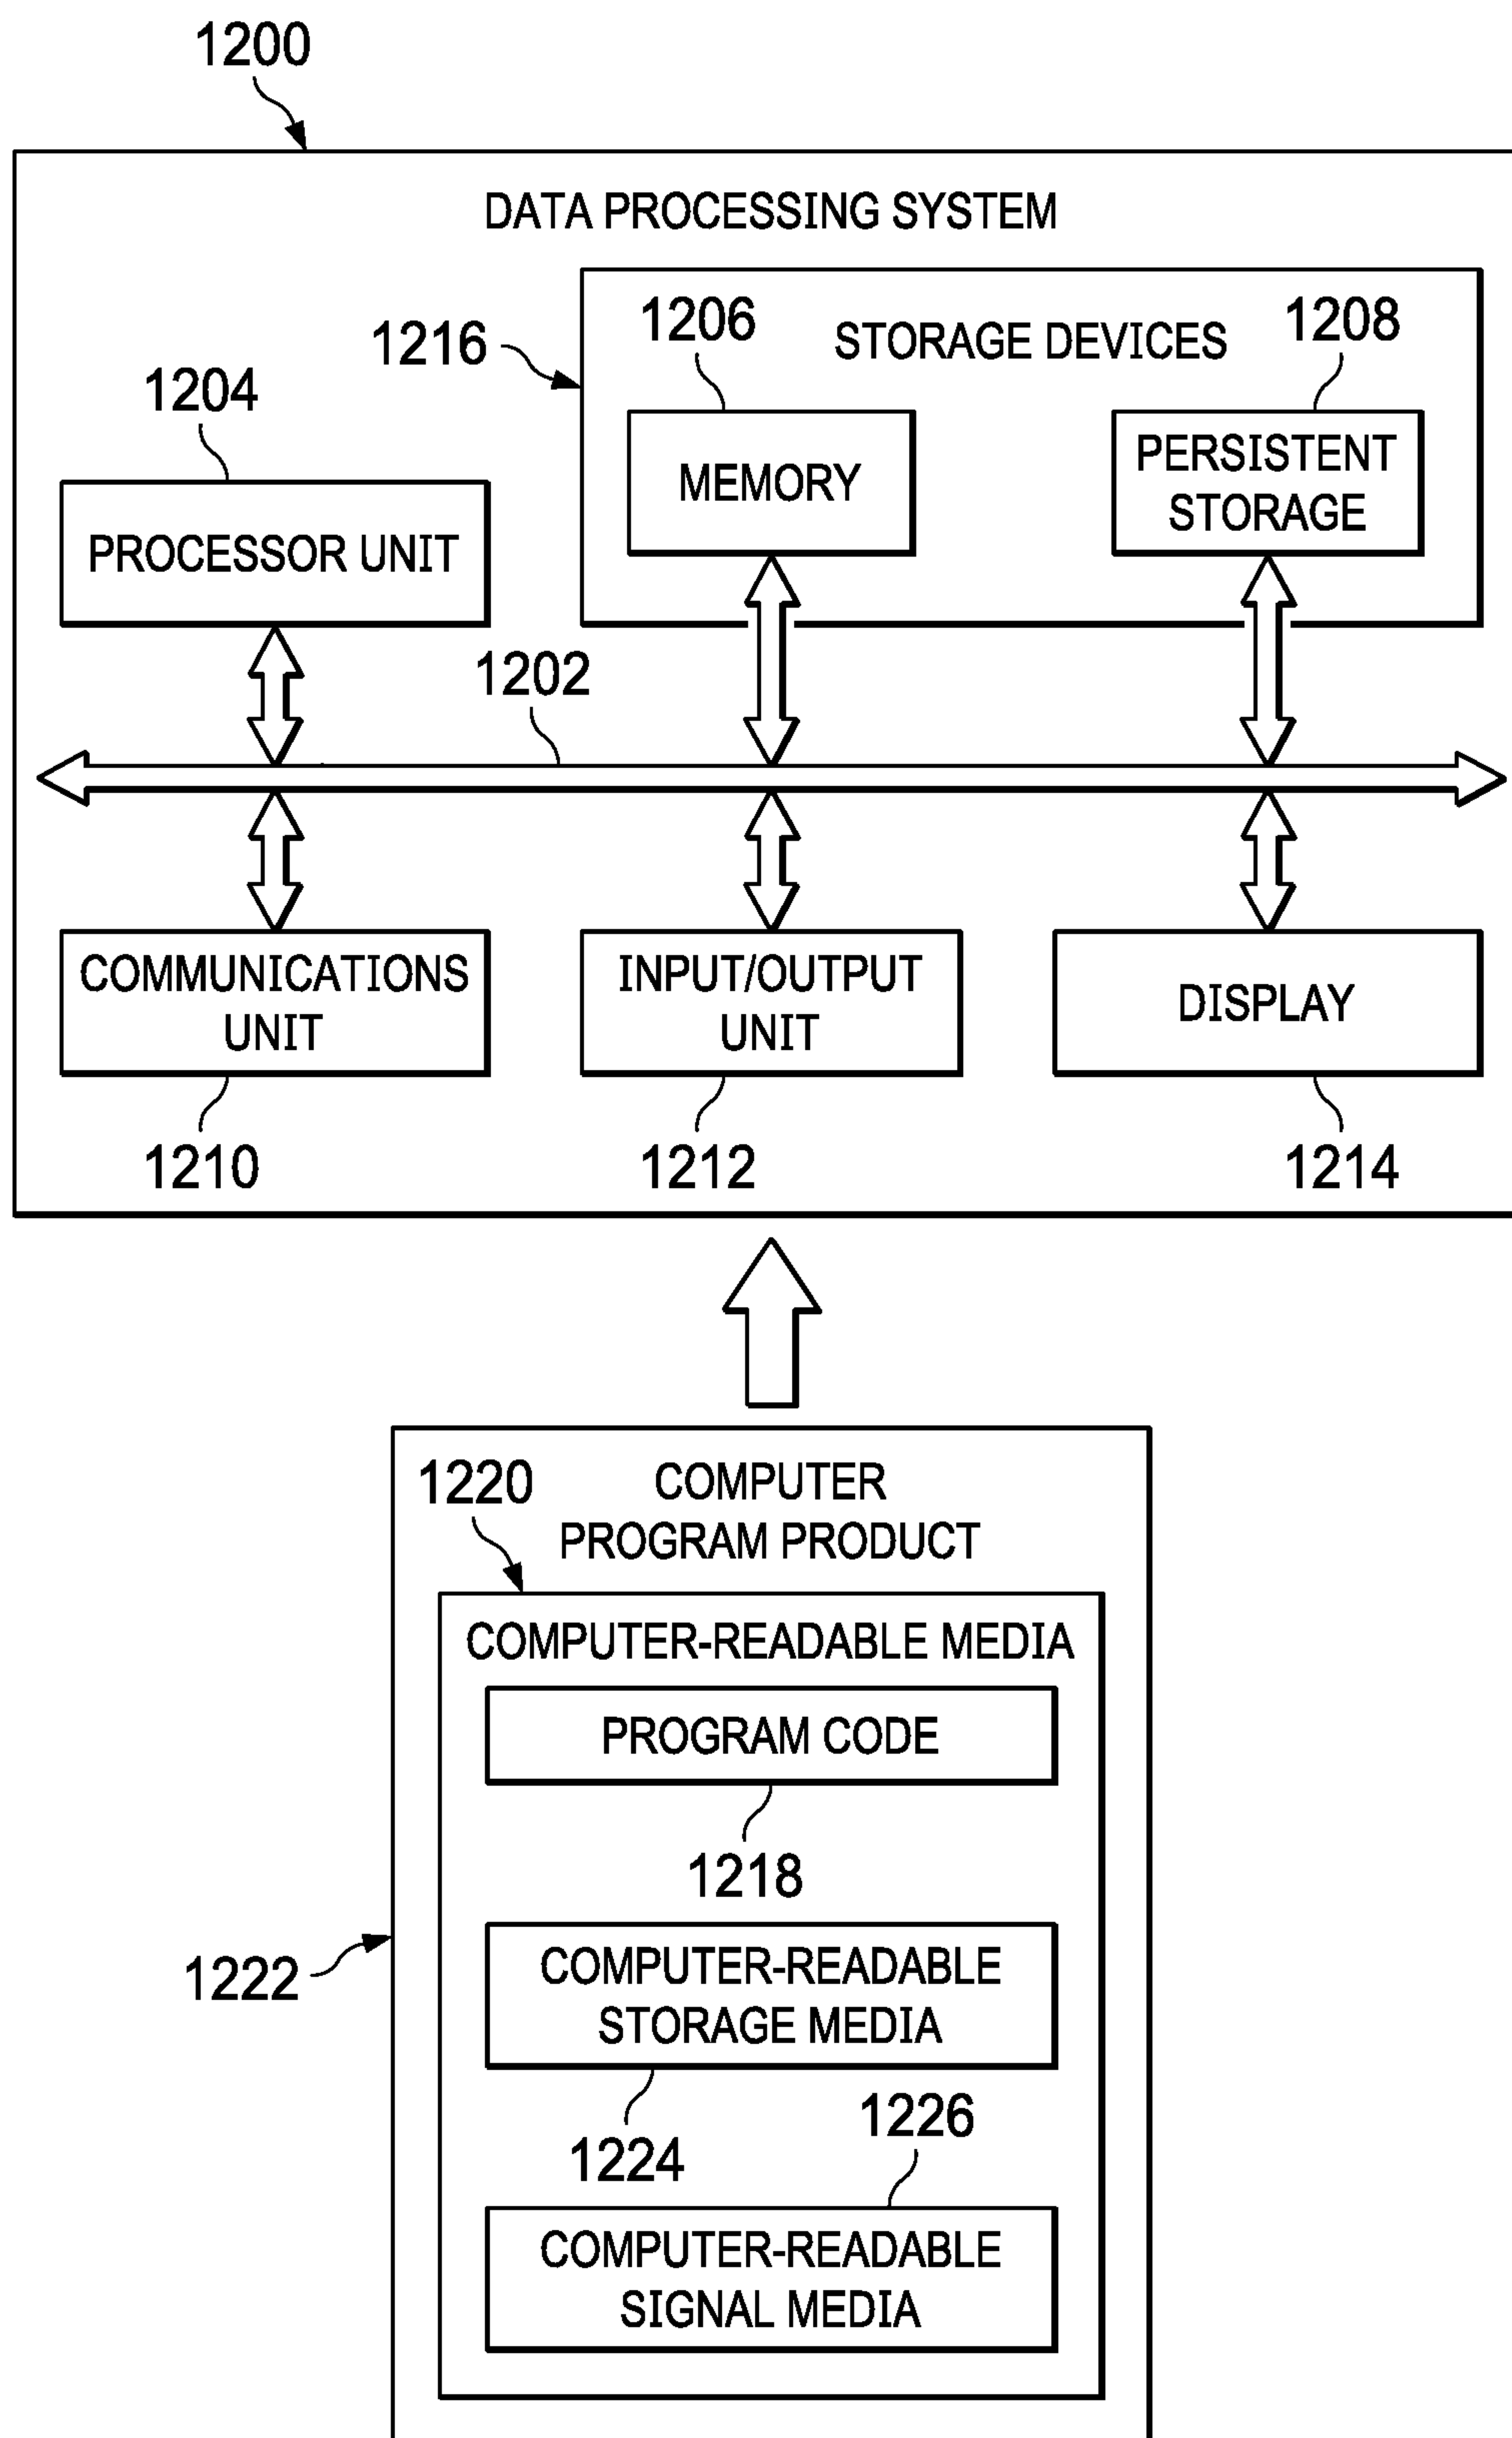 1200
DATA PROCESSING SYSTEM
1216
1206
STORAGE DEVICES
1208
1204
MEMORY
PERSISTENT
STORAGE
PROCESSOR UNIT
1202
COMMUNICATIONS
UNIT
INPUT/OUTPUT
UNIT
DISPLAY
1210
1212
1214
1220
COMPUTER
PROGRAM PRODUCT
COMPUTER-READABLE MEDIA
PROGRAM CODE
1218
1222
COMPUTER-READABLE
STORAGE MEDIA
1224
1226
COMPUTER-READABLE
SIGNAL MEDIA